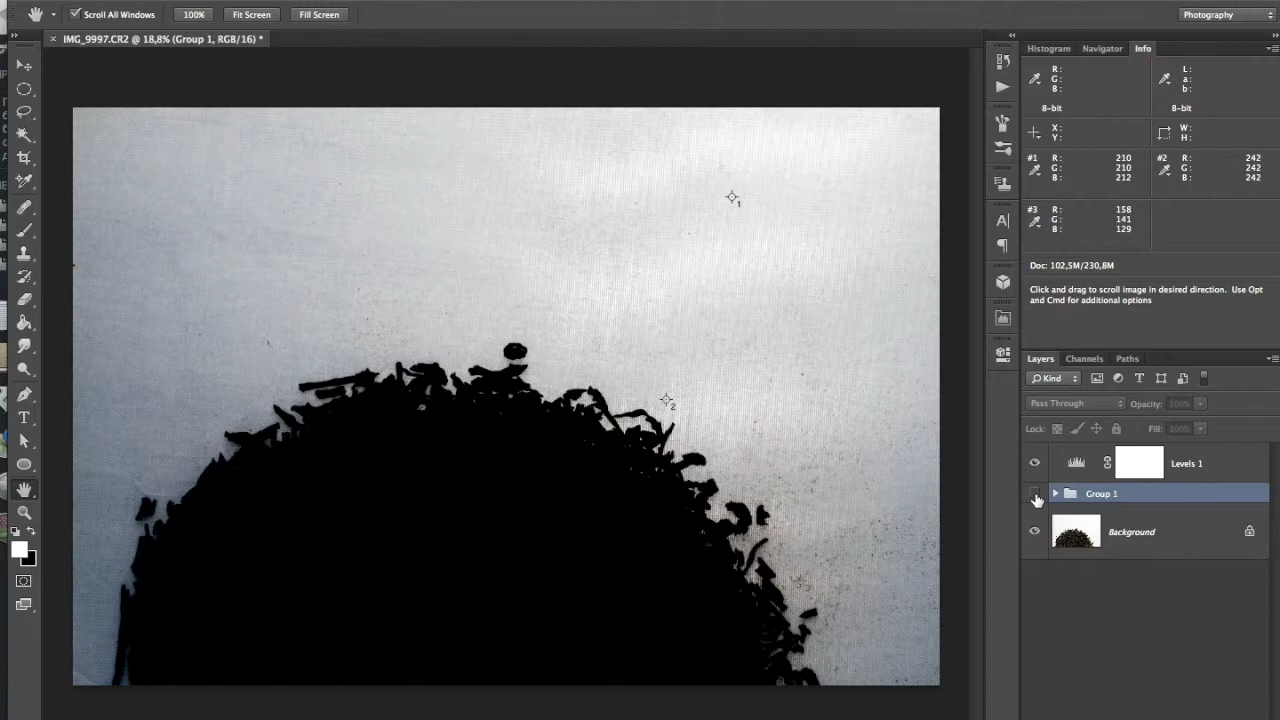 Scroll All Windows 100% Fit Screen Fill Screen Photography
× IMG_9997.CR2 @ 18,8% (Group 1, RGB/16) *
Histogram Navigator Info
R: L:
G: a:
B: b:
8-bit 8-bit
X: W:
Y: H:
#1 R: 210 #2 R: 242
G: 210 G: 242
B: 212 B: 242
#3 R: 158
G: 141
B: 129
Doc: 102,5M/230,8M
Click and drag to scroll image in desired direction. Use Opt
and Cmd for additional options
1
2
3
Layers Channels Paths
Kind T
Pass Through Opacity: 100%
Lock: Fill: 100%
Levels 1
Group 1
Background
A
T